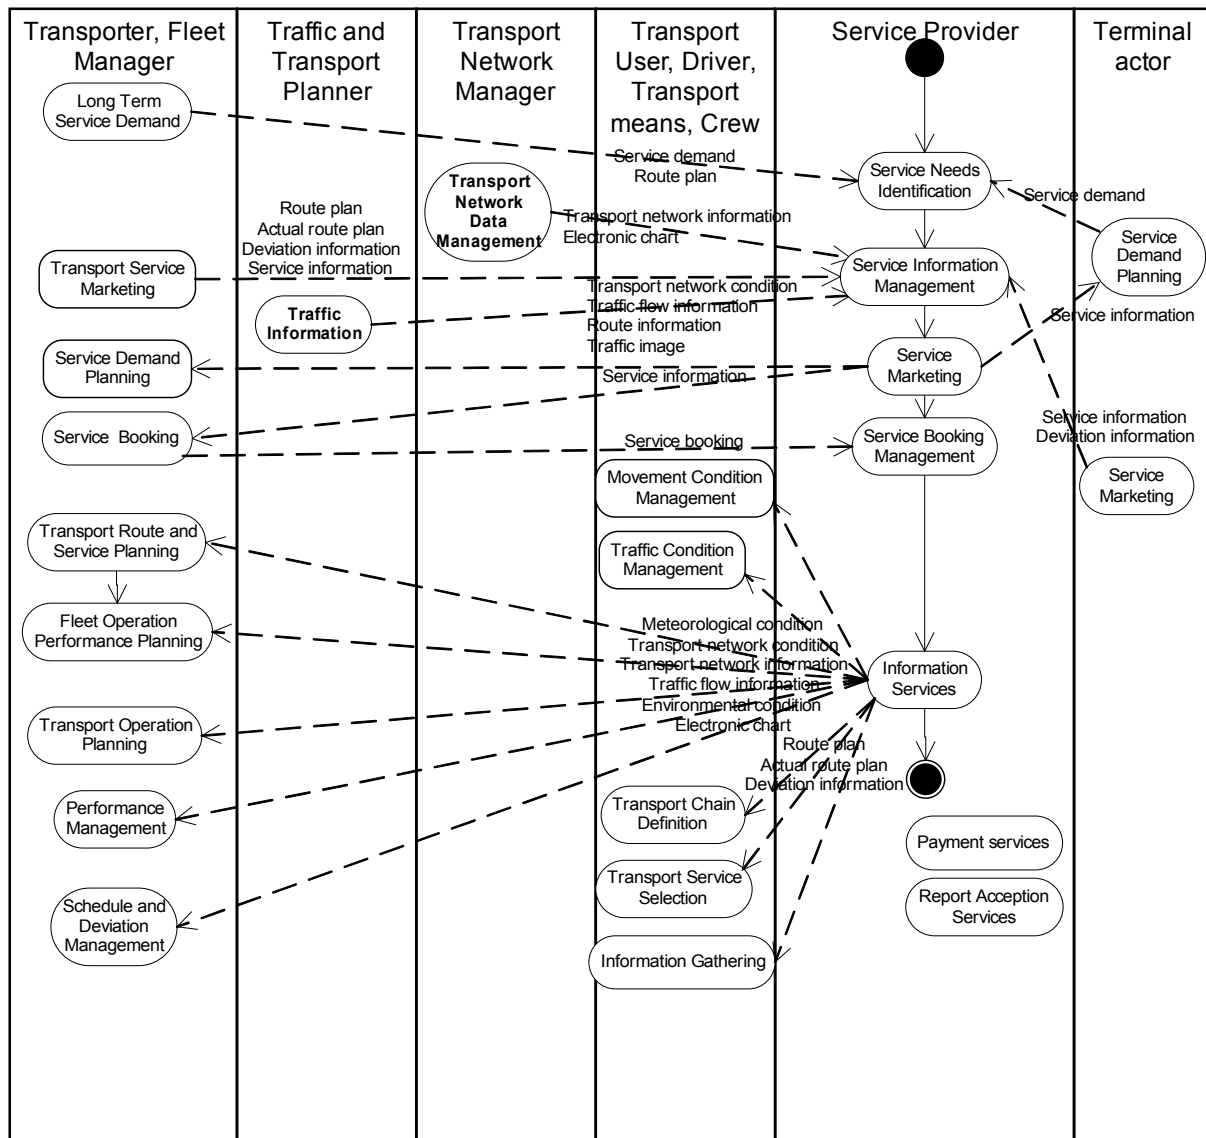 Transporter, Fleet
Manager
Traffic and
Transport
Planner
Transport
Network
Manager
Transport
User, Driver,
Transport
means, Crew
Service Provider
Terminal
actor
Long Term
Service Demand
Service demand
Route plan
Service Needs
Identification
Service demand
Transport
Network
Data
Management
Route plan
Actual route plan
Deviation information
Service information
Transport network information
Electronic chart
Service
Demand
Planning
Transport Service
Marketing
Service Information
Management
Traffic
Information
Transport network condition
Traffic flow information
Route information
Traffic image
Service information
Service Demand
Planning
Service
Marketing
Service information
Service Booking
Service booking
Service Booking
Management
Service information
Deviation information
Movement Condition
Management
Service
Marketing
Transport Route and
Service Planning
Traffic Condition
Management
Fleet Operation
Performance Planning
Meteorological condition
Transport network condition
Transport network information
Traffic flow information
Environmental condition
Electronic chart
Information
Services
Transport Operation
Planning
Route plan
Actual route plan
Deviation information
Performance
Management
Transport Chain
Definition
Payment services
Transport Service
Selection
Report Acception
Services
Schedule and
Deviation
Management
Information Gathering